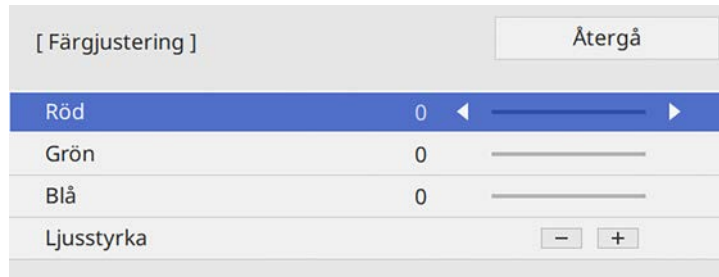 [ Färgjustering ] Återgå
Röd 0
Grön 0
Blå 0
Ljusstyrka − +